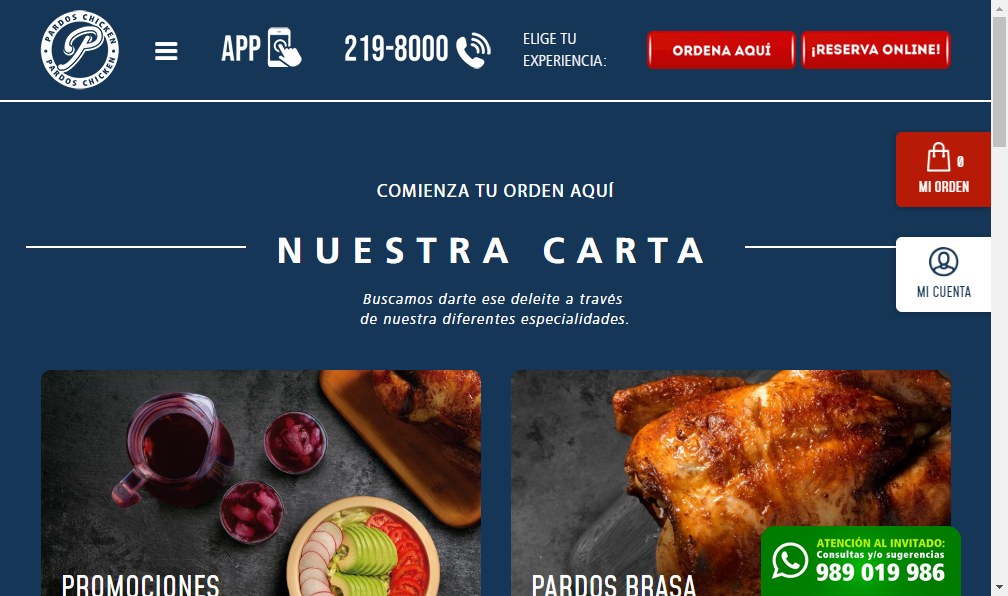 PARDOS CHICKEN
PARDOS CHICKEN
APP
219-8000
ELIGE TU
EXPERIENCIA:
ORDENA AQUÍ
¡RESERVA ONLINE!
0
MI ORDEN
COMIENZA TU ORDEN AQUÍ
NUESTRA CARTA
MI CUENTA
Buscamos darte ese deleite a través
de nuestra diferentes especialidades.
PROMOCIONES
PARDOS BRASA
ATENCIÓN AL INVITADO:
Consultas y/o sugerencias
989 019 986